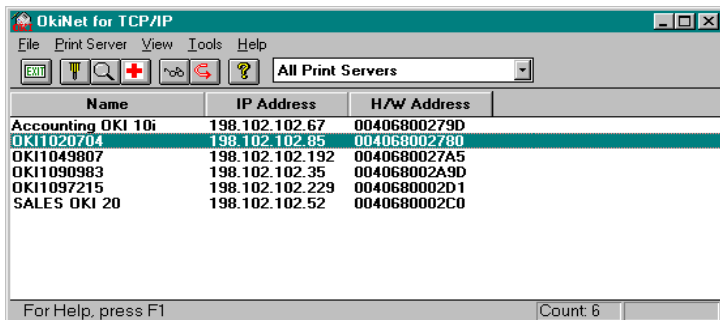 OkiNet for TCP/IP
File Print Server View Tools Help
EXIT ? All Print Servers
Name IP Address H/W Address
Accounting OKI 10i 198.102.102.67 00406800279D
OKI1020704 198.102.102.85 004068002780
OKI1049807 198.102.102.192 0040680027A5
OKI1090983 198.102.102.35 004068002A9D
OKI1097215 198.102.102.229 0040680002D1
SALES OKI 20 198.102.102.52 0040680002C0
For Help, press F1 Count: 6